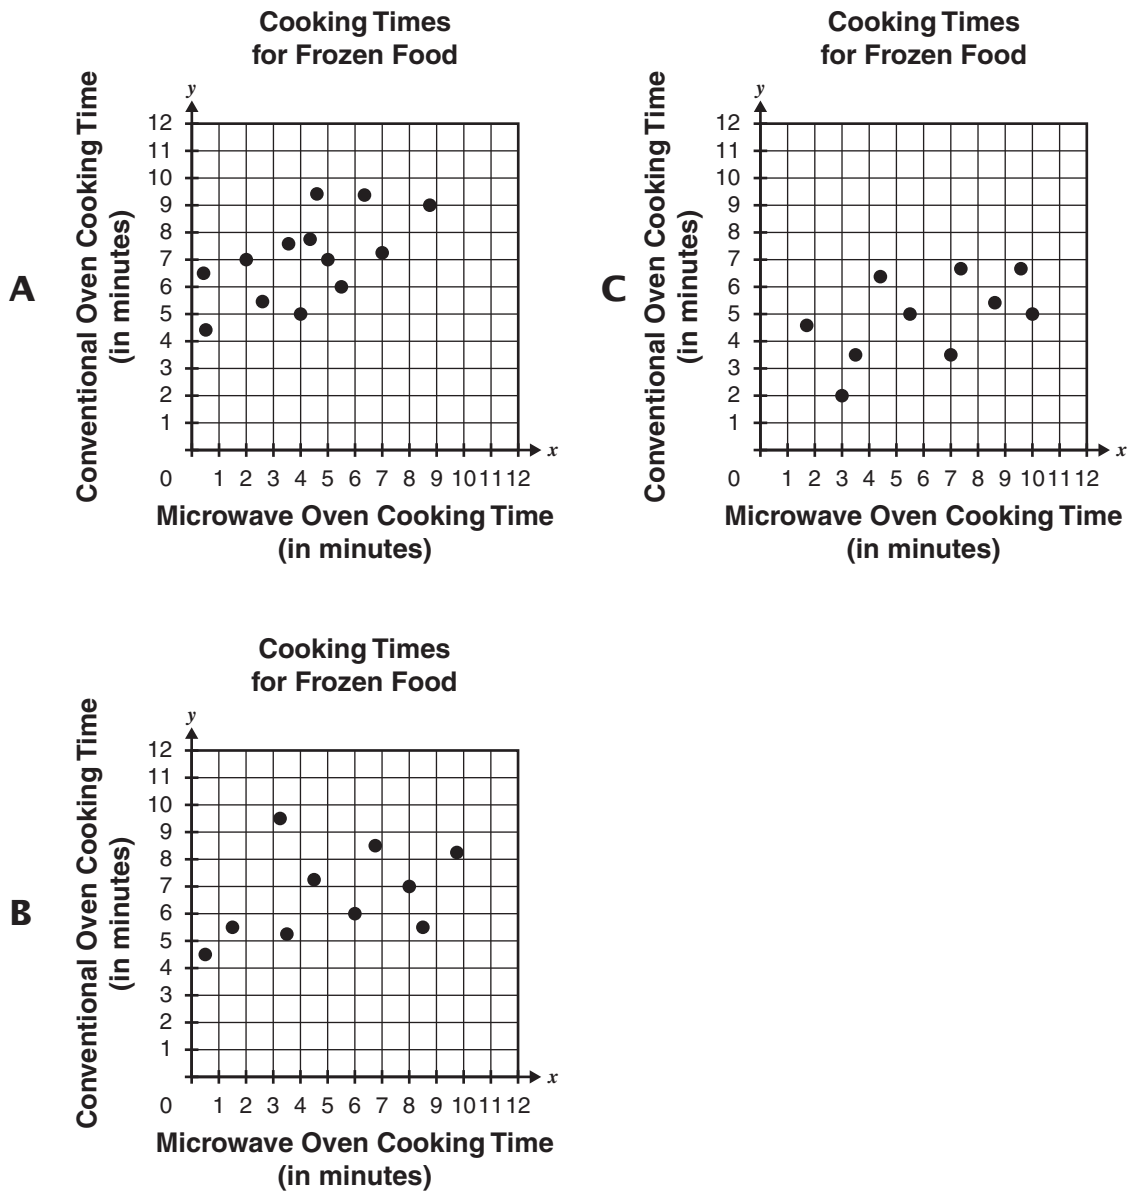 A
Cooking Times
for Frozen Food
Conventional Oven Cooking Time
(in minutes)
y
12
11
10
9
8
7
6
5
4
3
2
1
0 1 2 3 4 5 6 7 8 9 10 11 12
x
Microwave Oven Cooking Time
(in minutes)
C
Cooking Times
for Frozen Food
Conventional Oven Cooking Time
(in minutes)
y
12
11
10
9
8
7
6
5
4
3
2
1
0 1 2 3 4 5 6 7 8 9 10 11 12
x
Microwave Oven Cooking Time
(in minutes)
B
Cooking Times
for Frozen Food
Conventional Oven Cooking Time
(in minutes)
y
12
11
10
9
8
7
6
5
4
3
2
1
0 1 2 3 4 5 6 7 8 9 10 11 12
x
Microwave Oven Cooking Time
(in minutes)